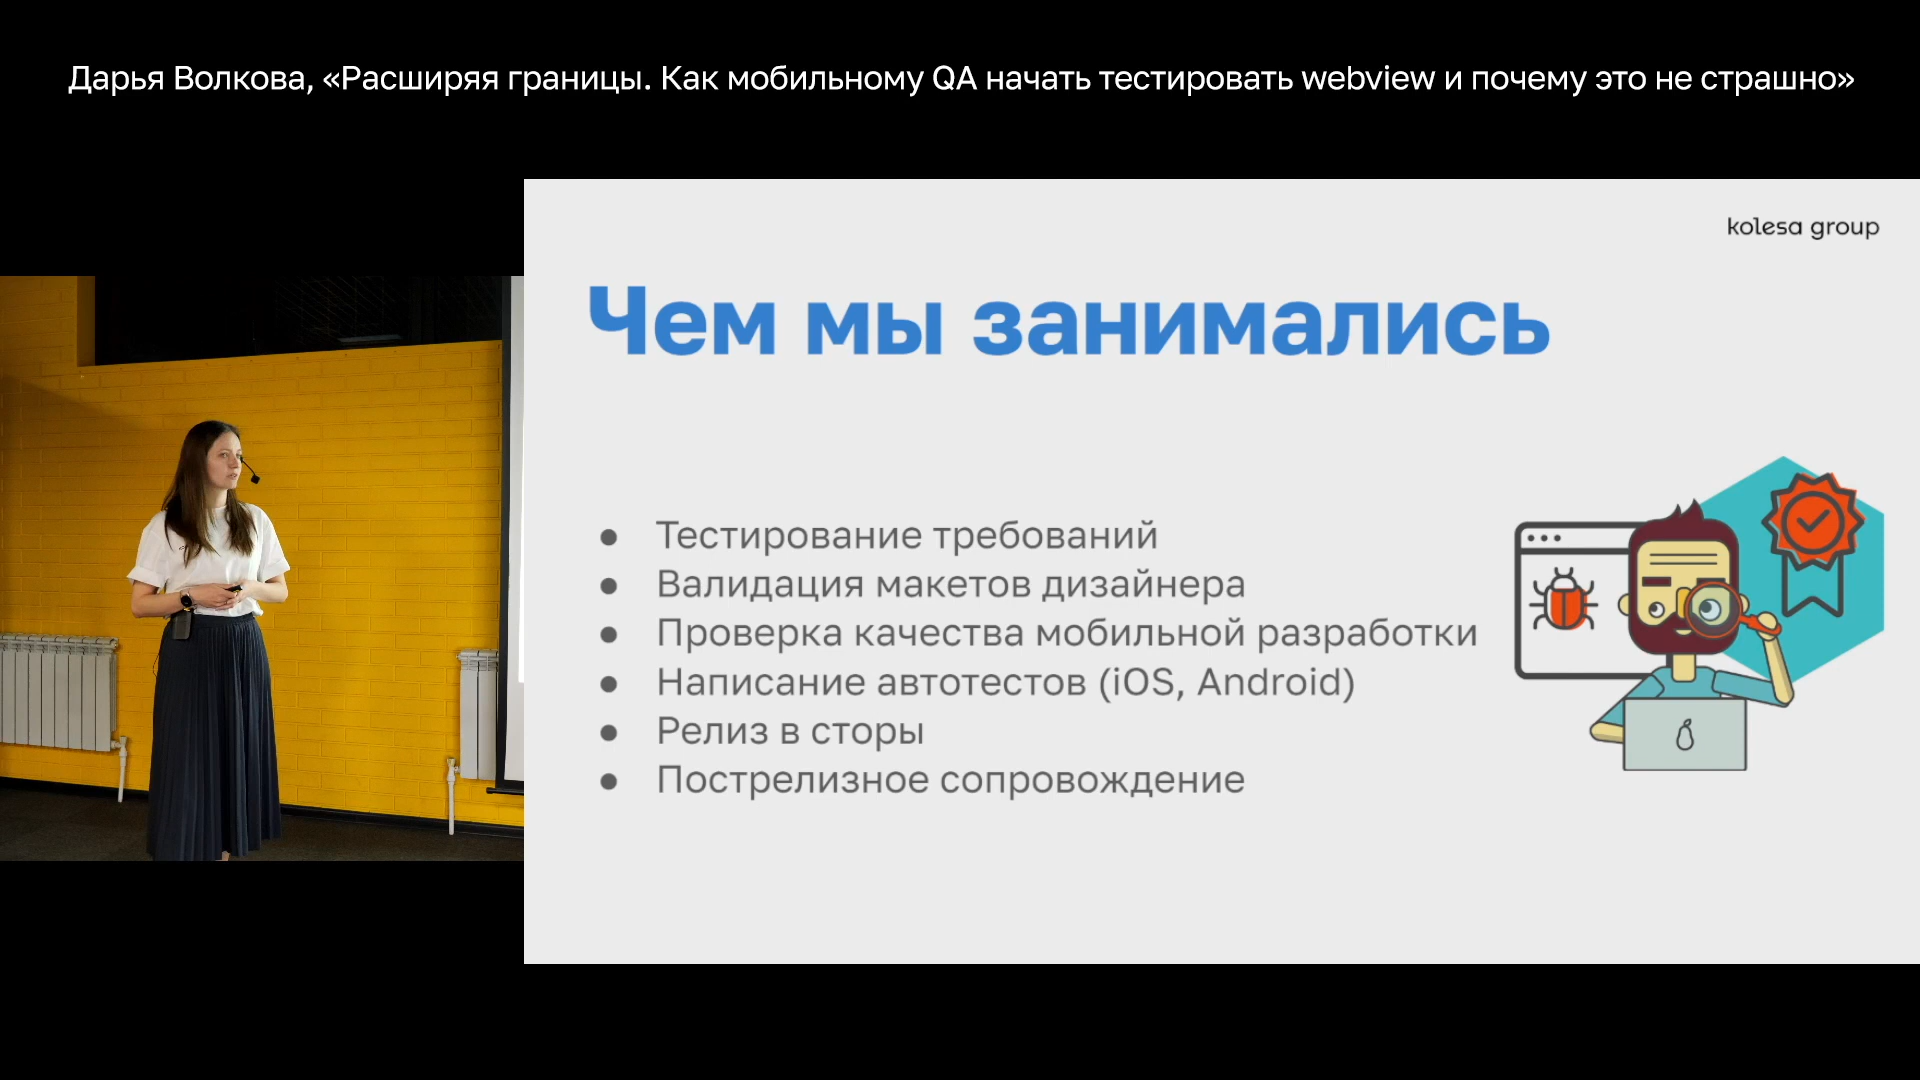 Дарья Волкова, «Расширяя границы. Как мобильному QA начать тестировать webview и почему это не страшно»
kolesa group
Чем мы занимались
● Тестирование требований
● Валидация макетов дизайнера
● Проверка качества мобильной разработки
● Написание автотестов (iOS, Android)
● Релиз в сторы
● Пострелизное сопровождение